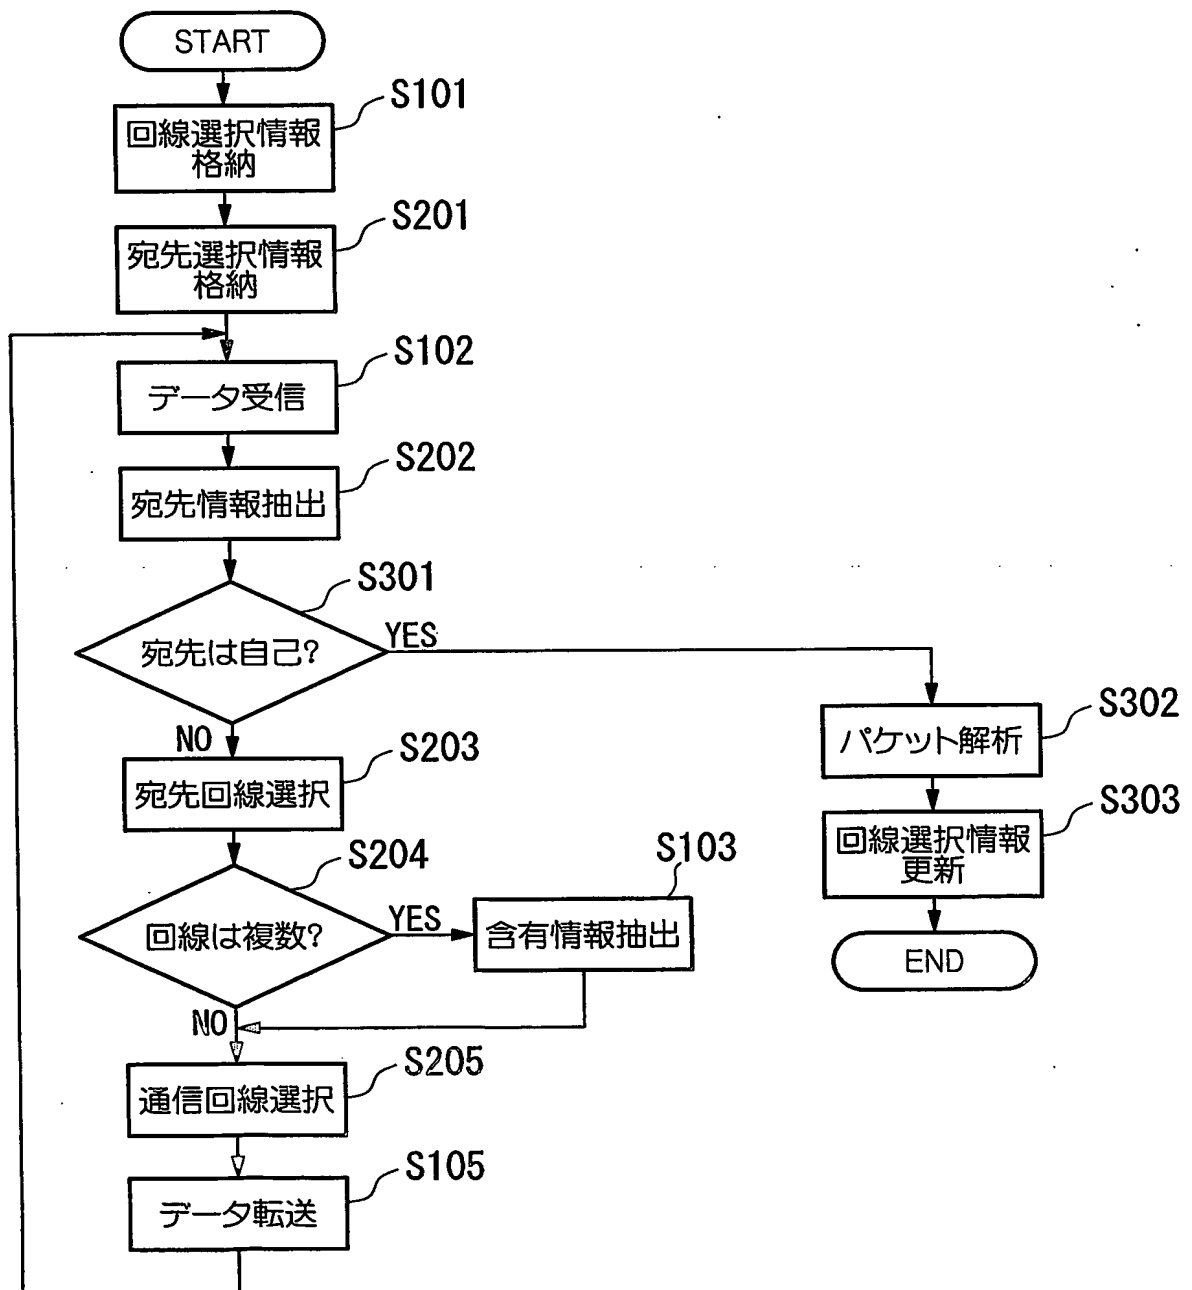 START
S101
回線選択情報
格納
S201
宛先選択情報
格納
S102
データ受信
S202
宛先情報抽出
S301
宛先は自己?
YES
NO
S302
パケット解析
S203
宛先回線選択
S303
回線選択情報
更新
S204
回線は複数?
YES
S103
含有情報抽出
END
NO
S205
通信回線選択
S105
データ転送